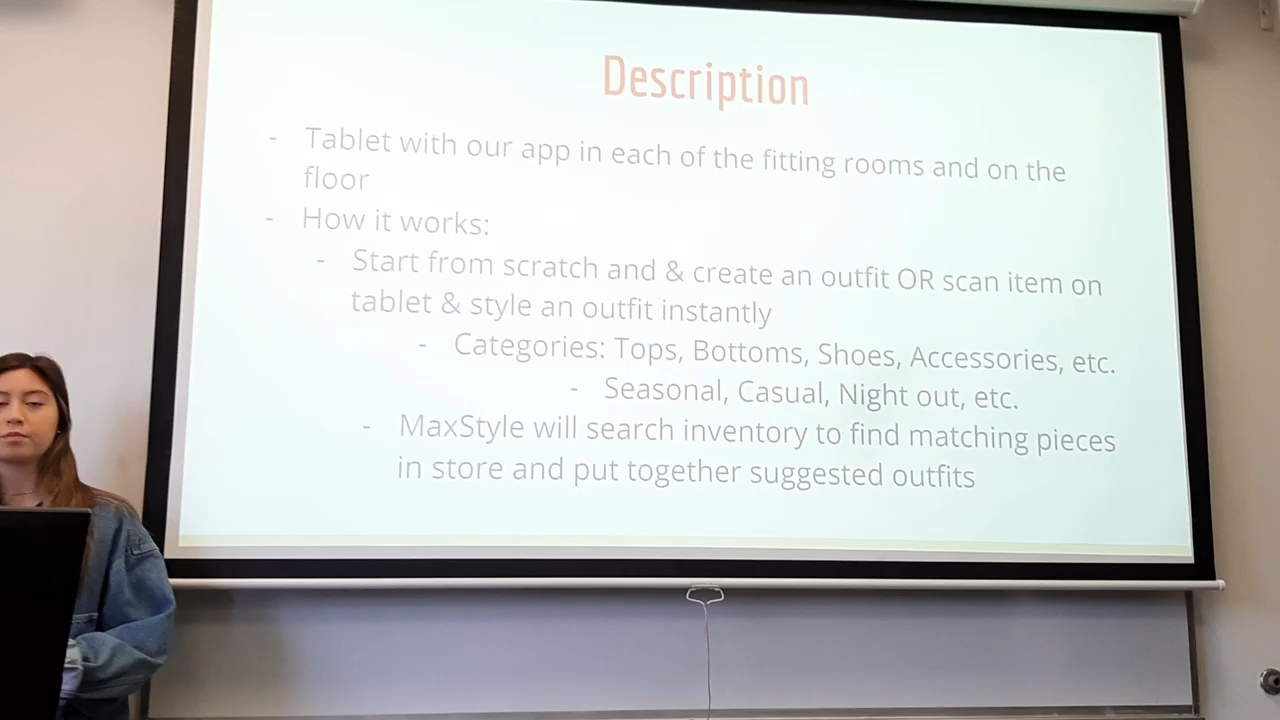 Description
- Tablet with our app in each of the fitting rooms and on the
floor
- How it works:
- Start from scratch and & create an outfit OR scan item on
tablet & style an outfit instantly
- Categories: Tops, Bottoms, Shoes, Accessories, etc.
- Seasonal, Casual, Night out, etc.
- MaxStyle will search inventory to find matching pieces
in store and put together suggested outfits